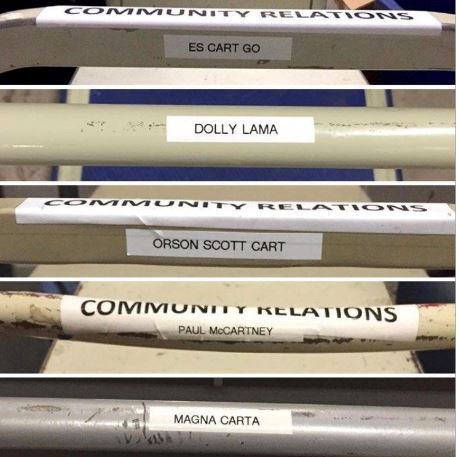 COMMUNITY RELATIONS
ES CART GO
DOLLY LAMA
COMMUNITY RELATIONS
ORSON SCOTT CART
COMMUNITY RELATIONS
PAUL McCARTNEY
MAGNA CARTA